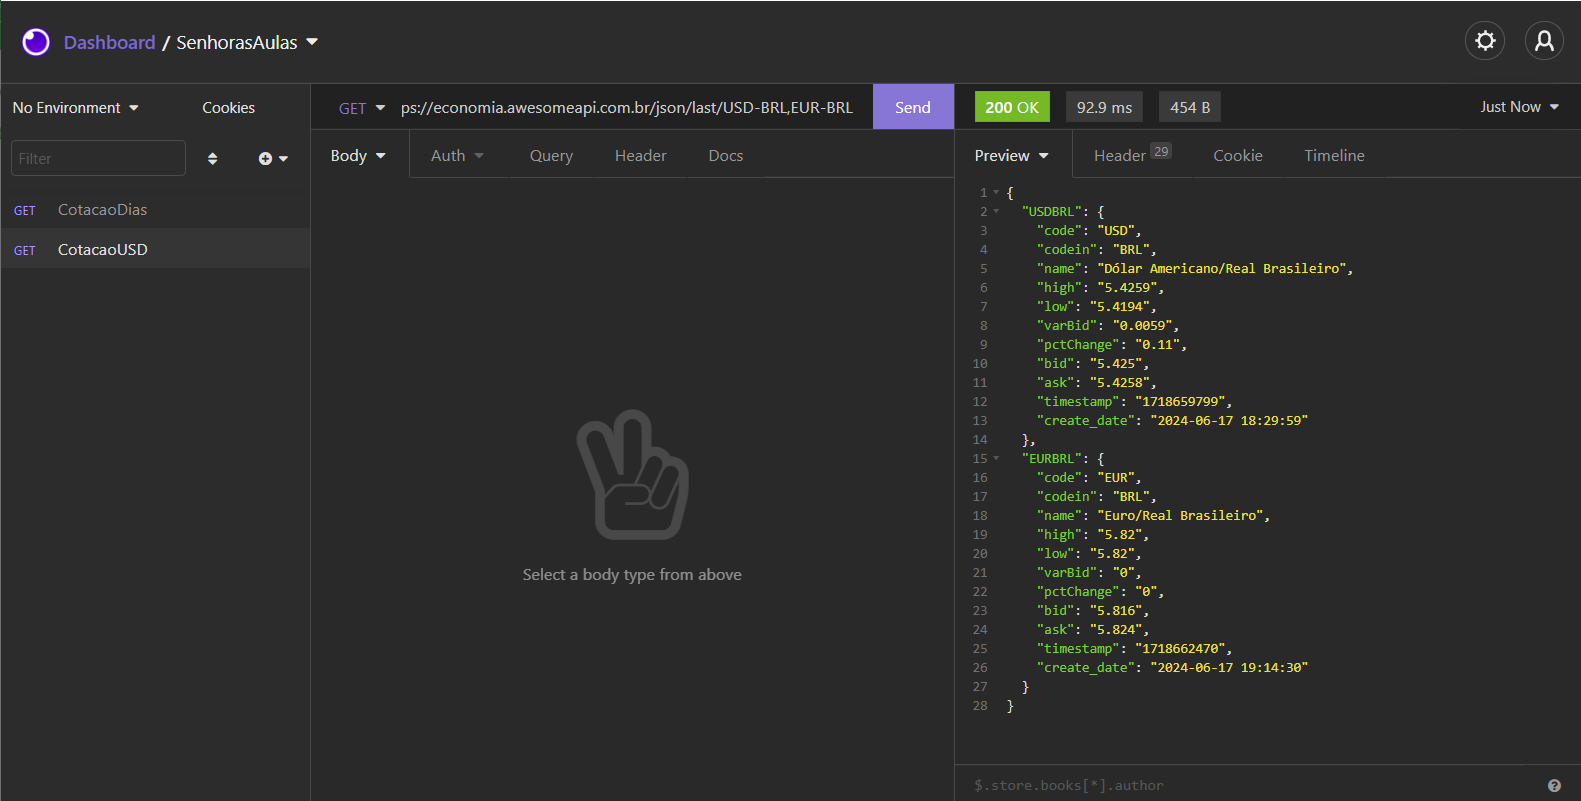 Dashboard / SenhorasAulas
No Environment
Cookies
Filter
GET CotacaoDias
GET CotacaoUSD
GET ps://economia.awesomeapi.com.br/json/last/USD-BRL,EUR-BRL Send
Body Auth Query Header Docs
Select a body type from above
200 OK 92.9 ms 454 B Just Now
Preview Header 29 Cookie Timeline
1 {
2 "USDBRL": {
3 "code": "USD",
4 "codein": "BRL",
5 "name": "Dólar Americano/Real Brasileiro",
6 "high": "5.4259",
7 "low": "5.4194",
8 "varBid": "0.0059",
9 "pctChange": "0.11",
10 "bid": "5.425",
11 "ask": "5.4258",
12 "timestamp": "1718659799",
13 "create_date": "2024-06-17 18:29:59"
14 },
15 "EURBRL": {
16 "code": "EUR",
17 "codein": "BRL",
18 "name": "Euro/Real Brasileiro",
19 "high": "5.82",
20 "low": "5.82",
21 "varBid": "0",
22 "pctChange": "0",
23 "bid": "5.816",
24 "ask": "5.824",
25 "timestamp": "1718662470",
26 "create_date": "2024-06-17 19:14:30"
27 }
28 }
$.store.books[*].author